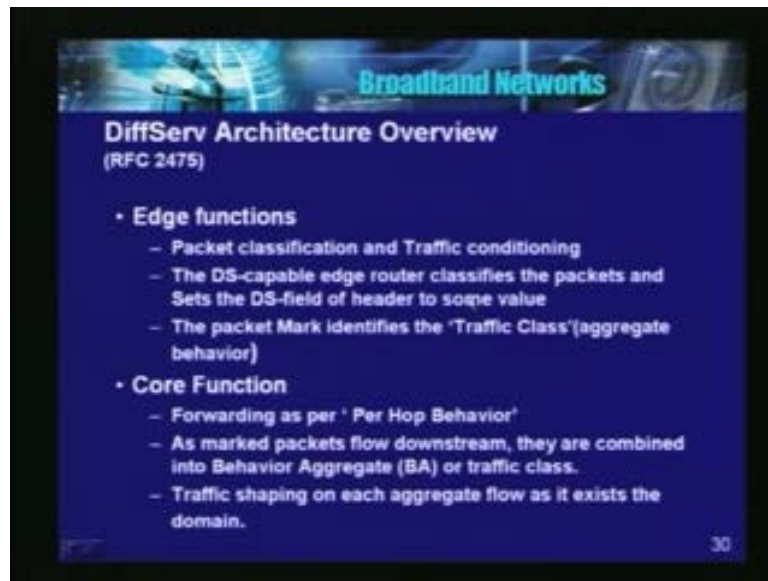 Broadband Networks
DiffServ Architecture Overview
(RFC 2475)
• Edge functions
– Packet classification and Traffic conditioning
– The DS-capable edge router classifies the packets and
Sets the DS-field of header to some value
– The packet Mark identifies the ‘Traffic Class’(aggregate
behavior)
• Core Function
– Forwarding as per ‘ Per Hop Behavior’
– As marked packets flow downstream, they are combined
into Behavior Aggregate (BA) or traffic class.
– Traffic shaping on each aggregate flow as it exists the
domain.
30